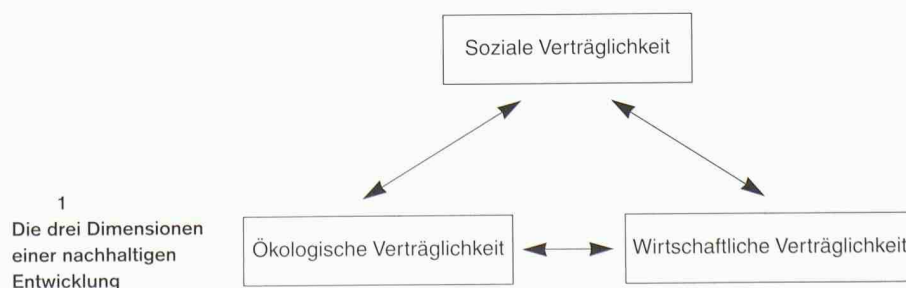 Soziale Verträglichkeit
1
Die drei Dimensionen
einer nachhaltigen
Entwicklung
Ökologische Verträglichkeit
Wirtschaftliche Verträglichkeit